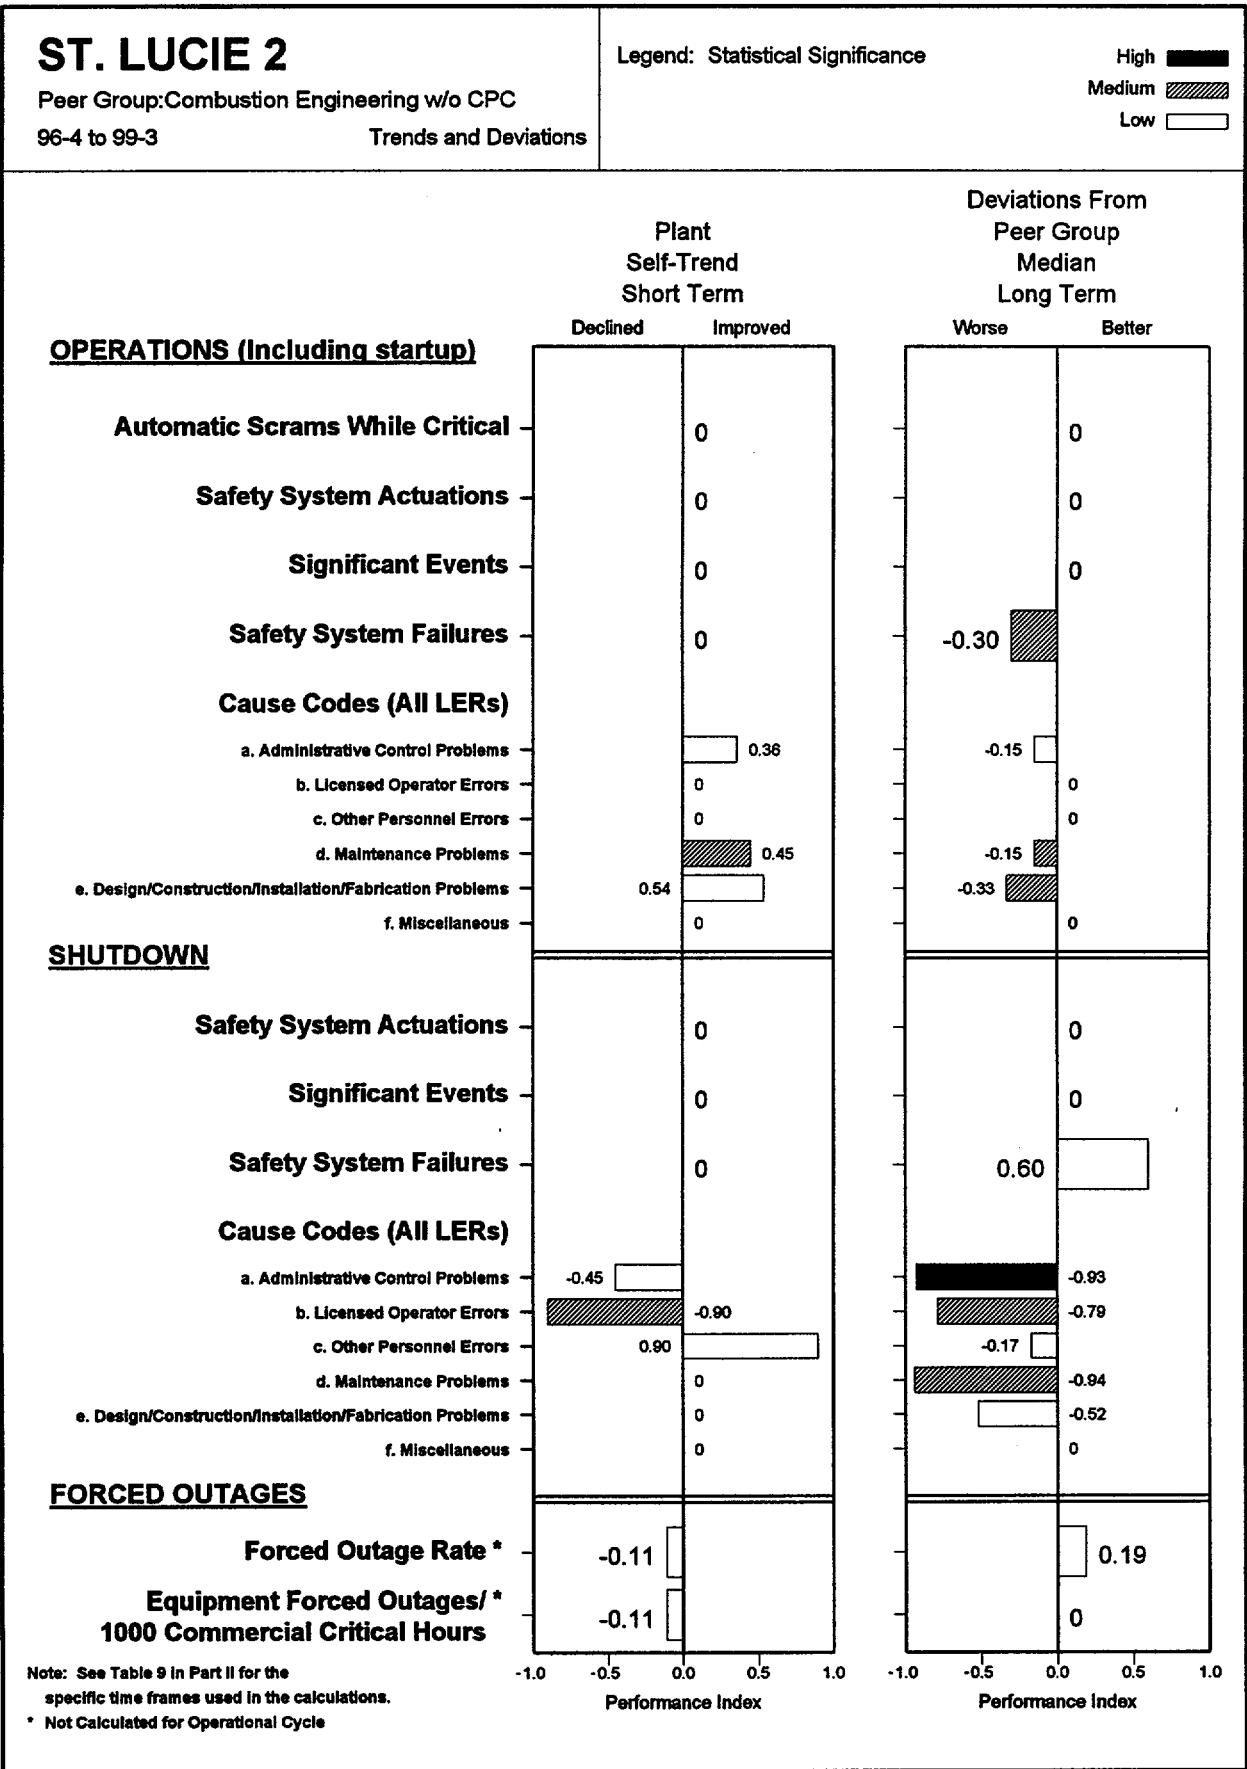 ST. LUCIE 2
Peer Group:Combustion Engineering w/o CPC
96-4 to 99-3 Trends and Deviations
Legend: Statistical Significance
High
Medium
Low
Plant
Self-Trend
Short Term
Declined Improved
Deviations From
Peer Group
Median
Long Term
Worse Better
OPERATIONS (Including startup)
Automatic Scrams While Critical 0 0
Safety System Actuations 0 0
Significant Events 0 0
Safety System Failures 0 -0.30
Cause Codes (All LERs)
a. Administrative Control Problems 0.36 -0.15
b. Licensed Operator Errors 0 0
c. Other Personnel Errors 0 0
d. Maintenance Problems 0.45 -0.15
e. Design/Construction/Installation/Fabrication Problems 0.54 -0.33
f. Miscellaneous 0 0
SHUTDOWN
Safety System Actuations 0 0
Significant Events 0 0
Safety System Failures 0 0.60
Cause Codes (All LERs)
a. Administrative Control Problems -0.45 -0.93
b. Licensed Operator Errors -0.90 -0.79
c. Other Personnel Errors 0.90 -0.17
d. Maintenance Problems 0 -0.94
e. Design/Construction/Installation/Fabrication Problems 0 -0.52
f. Miscellaneous 0 0
FORCED OUTAGES
Forced Outage Rate * -0.11 0.19
Equipment Forced Outages/ *
1000 Commercial Critical Hours -0.11 0
-1.0 -0.5 0.0 0.5 1.0 -1.0 -0.5 0.0 0.5 1.0
Performance Index Performance Index
Note: See Table 9 in Part II for the
specific time frames used in the calculations.
* Not Calculated for Operational Cycle